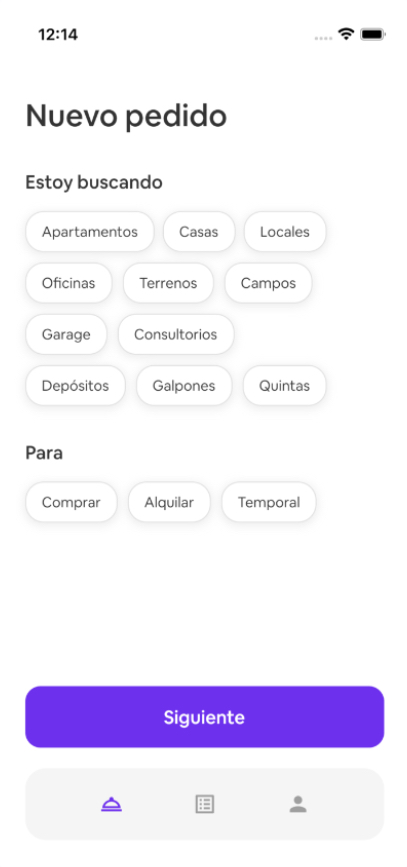 12:14
Nuevo pedido
Estoy buscando
Apartamentos Casas Locales
Oficinas Terrenos Campos
Garage Consultorios
Depósitos Galpones Quintas
Para
Comprar Alquilar Temporal
Siguiente